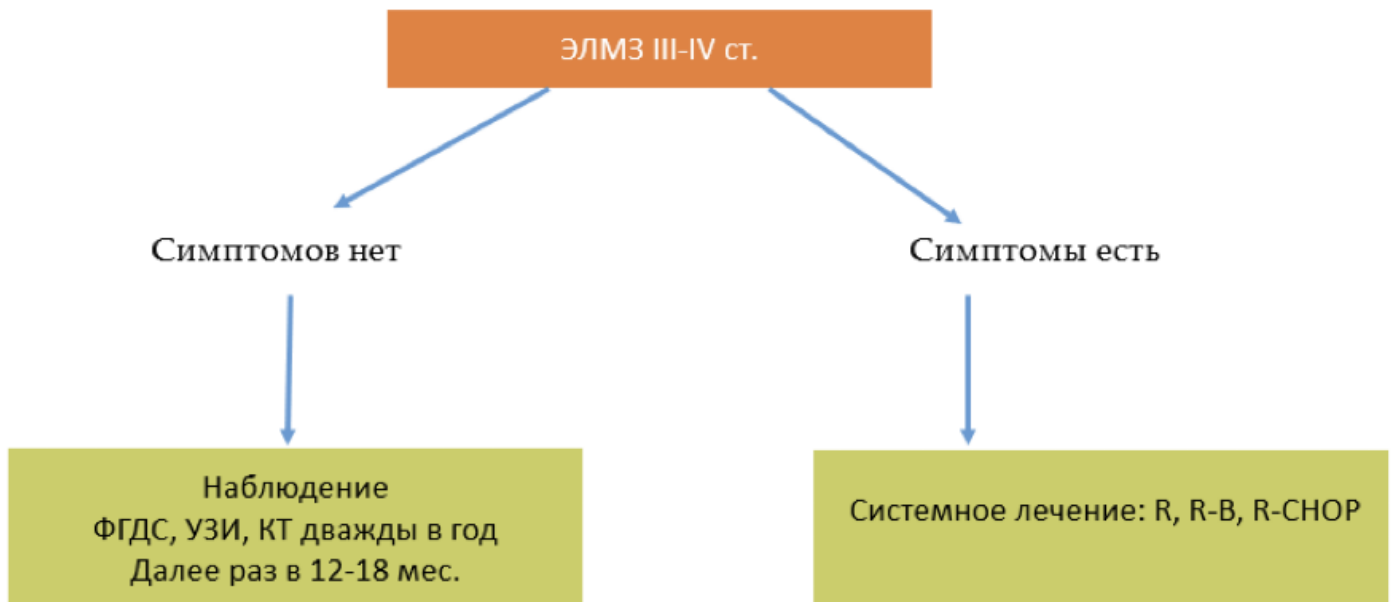 ЭЛМЗ III-IV ст.
Симптомов нет
Симптомы есть
Наблюдение
ФГДС, УЗИ, КТ дважды в год
Далее раз в 12-18 мес.
Системное лечение: R, R-B, R-CHOP